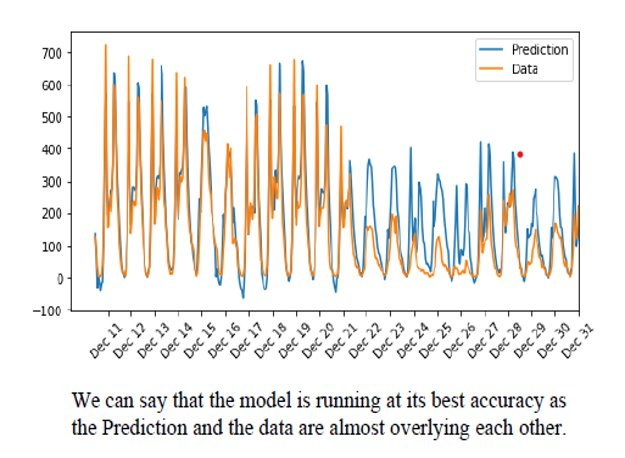 700
600
500
400
300
200
100
0
−100
Prediction
Data
Dec 11
Dec 12
Dec 13
Dec 14
Dec 15
Dec 16
Dec 17
Dec 18
Dec 19
Dec 20
Dec 21
Dec 22
Dec 23
Dec 24
Dec 25
Dec 26
Dec 27
Dec 28
Dec 29
Dec 30
Dec 31
We can say that the model is running at its best accuracy as
the Prediction and the data are almost overlying each other.